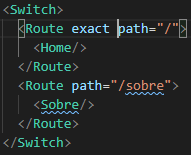 <Switch>
<Route exact path="/">
<Home/>
</Route>
<Route path="/sobre">
<Sobre/>
</Route>
</Switch>